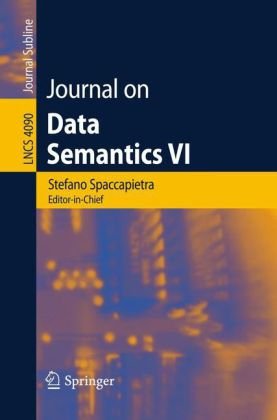 Journal Subline
LNCS 4090
Journal on
Data
Semantics VI
Stefano Spaccapietra
Editor-in-Chief
Springer